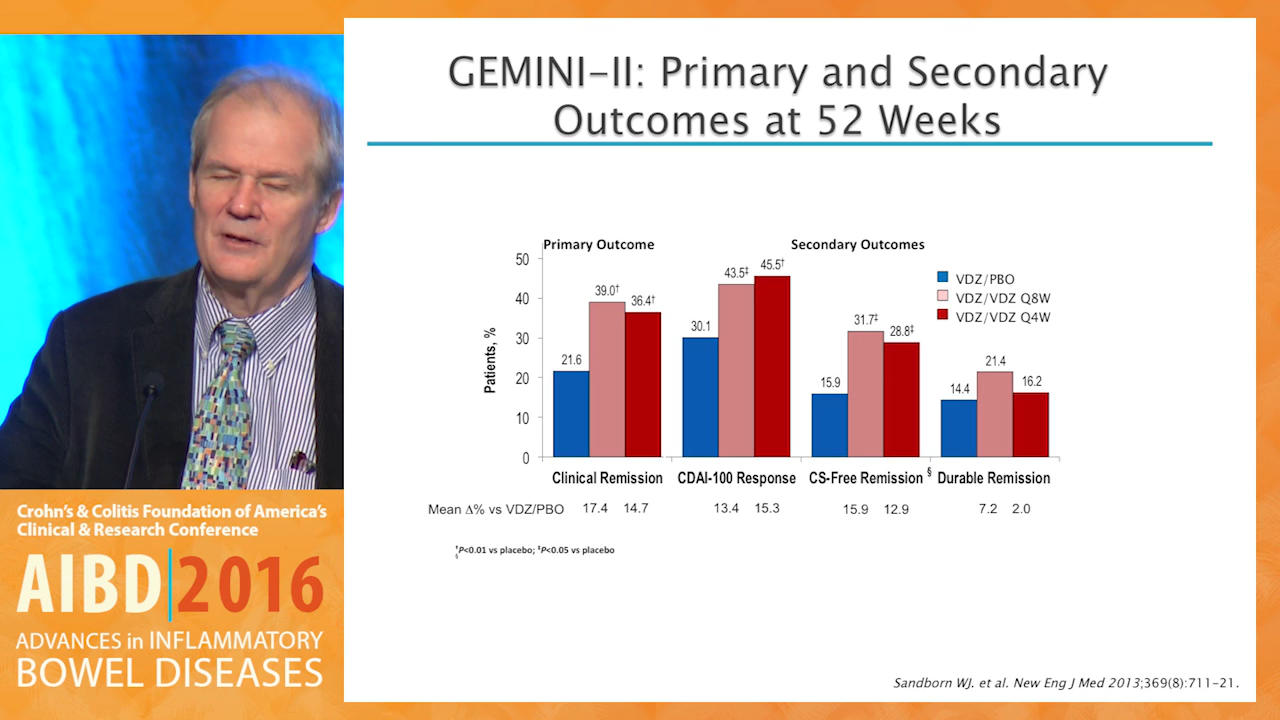 GEMINI-II: Primary and Secondary
Outcomes at 52 Weeks
Primary Outcome
Secondary Outcomes
Patients, %
50
40
30
20
10
0
21.6
39.0†
36.4†
30.1
43.5‡
45.5†
15.9
31.7‡
28.8‡
14.4
21.4
16.2
VDZ/PBO
VDZ/VDZ Q8W
VDZ/VDZ Q4W
Clinical Remission
CDAI-100 Response
CS-Free Remission §
Durable Remission
Mean Δ% vs VDZ/PBO 17.4 14.7 13.4 15.3 15.9 12.9 7.2 2.0
†P<0.01 vs placebo; ‡P<0.05 vs placebo
§
Sandborn WJ. et al. New Eng J Med 2013;369(8):711-21.
Crohn's & Colitis Foundation of America's
Clinical & Research Conference
AIBD|2016
ADVANCES in INFLAMMATORY
BOWEL DISEASES